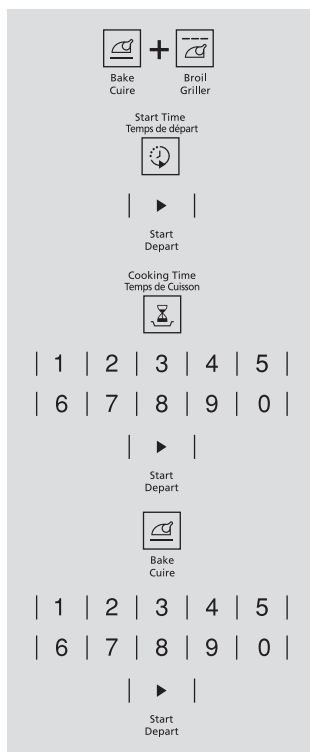 Bake Broil
Cuire Griller
Start Time
Temps de départ
Start
Depart
Cooking Time
Temps de Cuisson
| 1 | 2 | 3 | 4 | 5 |
| 6 | 7 | 8 | 9 | 0 |
Start
Depart
Bake
Cuire
| 1 | 2 | 3 | 4 | 5 |
| 6 | 7 | 8 | 9 | 0 |
Start
Depart